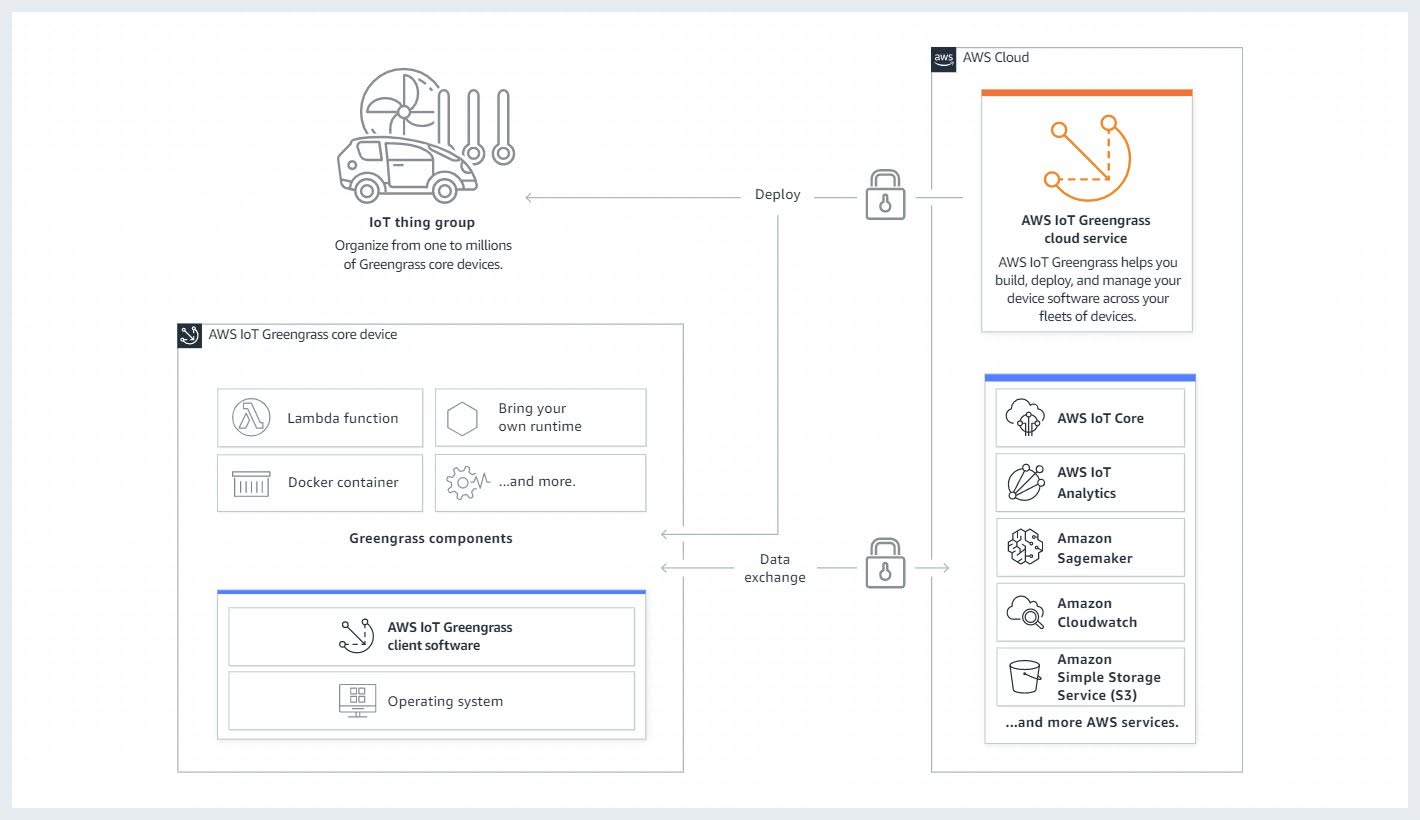 aws
AWS Cloud
AWS IoT Greengrass
cloud service
AWS IoT Greengrass helps you
build, deploy, and manage your
device software across your
fleets of devices.
Deploy
IoT thing group
Organize from one to millions
of Greengrass core devices.
AWS IoT Greengrass core device
Lambda function
Bring your
own runtime
Docker container
...and more.
Greengrass components
Data
exchange
AWS IoT Greengrass
client software
Operating system
AWS IoT Core
AWS IoT
Analytics
Amazon
Sagemaker
Amazon
Cloudwatch
Amazon
Simple Storage
Service (S3)
...and more AWS services.